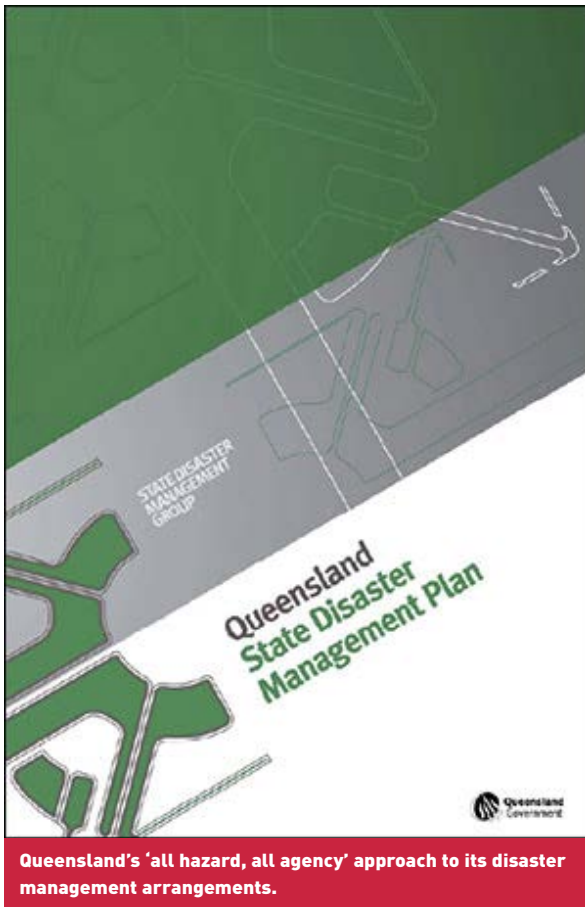 STATE DISASTER
MANAGEMENT
GROUP
Queensland
State Disaster
Management Plan
Queensland
Government
Queensland’s ‘all hazard, all agency’ approach to its disaster
management arrangements.